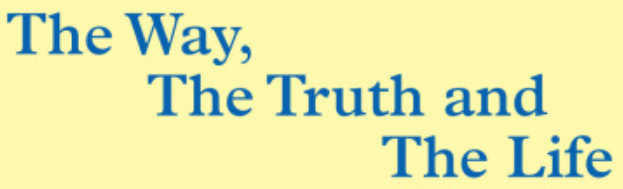 The Way,
The Truth and
The Life